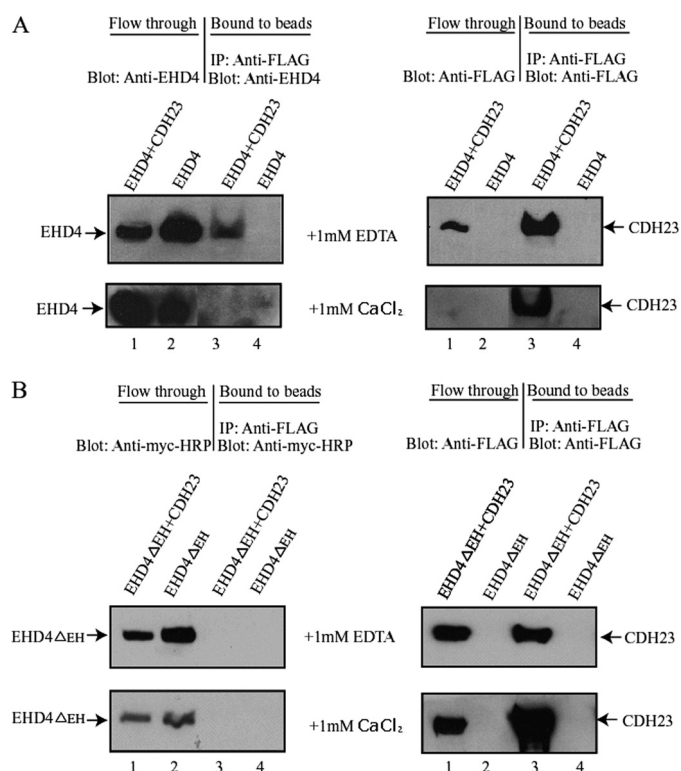 A
Flow through
Bound to beads
Blot: Anti-EHD4
IP: Anti-FLAG
Blot: Anti-EHD4
EHD4+CDH23
EHD4
EHD4+CDH23
EHD4
EHD4
EHD4
1 2 3 4
+1mM EDTA
+1mM CaCl₂
Flow through
Bound to beads
Blot: Anti-FLAG
IP: Anti-FLAG
Blot: Anti-FLAG
EHD4+CDH23
EHD4
EHD4+CDH23
EHD4
CDH23
CDH23
1 2 3 4
B
Flow through
Bound to beads
Blot: Anti-myc-HRP
IP: Anti-FLAG
Blot: Anti-myc-HRP
EHD4ΔEH+CDH23
EHD4ΔEH
EHD4ΔEH+CDH23
EHD4ΔEH
EHD4ΔEH
EHD4ΔEH
1 2 3 4
+1mM EDTA
+1mM CaCl₂
Flow through
Bound to beads
Blot: Anti-FLAG
IP: Anti-FLAG
Blot: Anti-FLAG
EHD4ΔEH+CDH23
EHD4ΔEH
EHD4ΔEH+CDH23
EHD4ΔEH
CDH23
CDH23
1 2 3 4